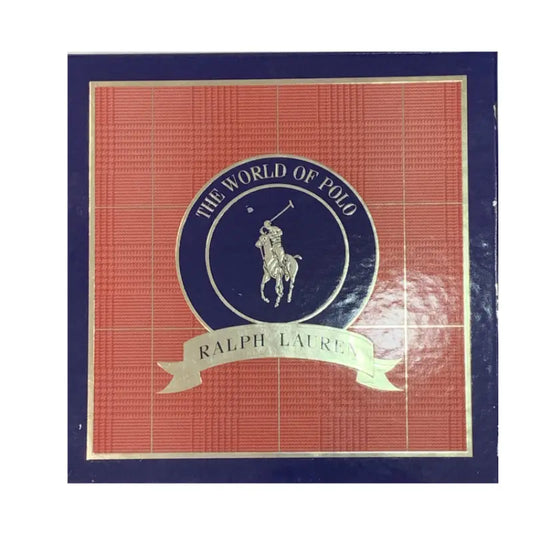 THE WORLD OF POLO
RALPH LAUREN